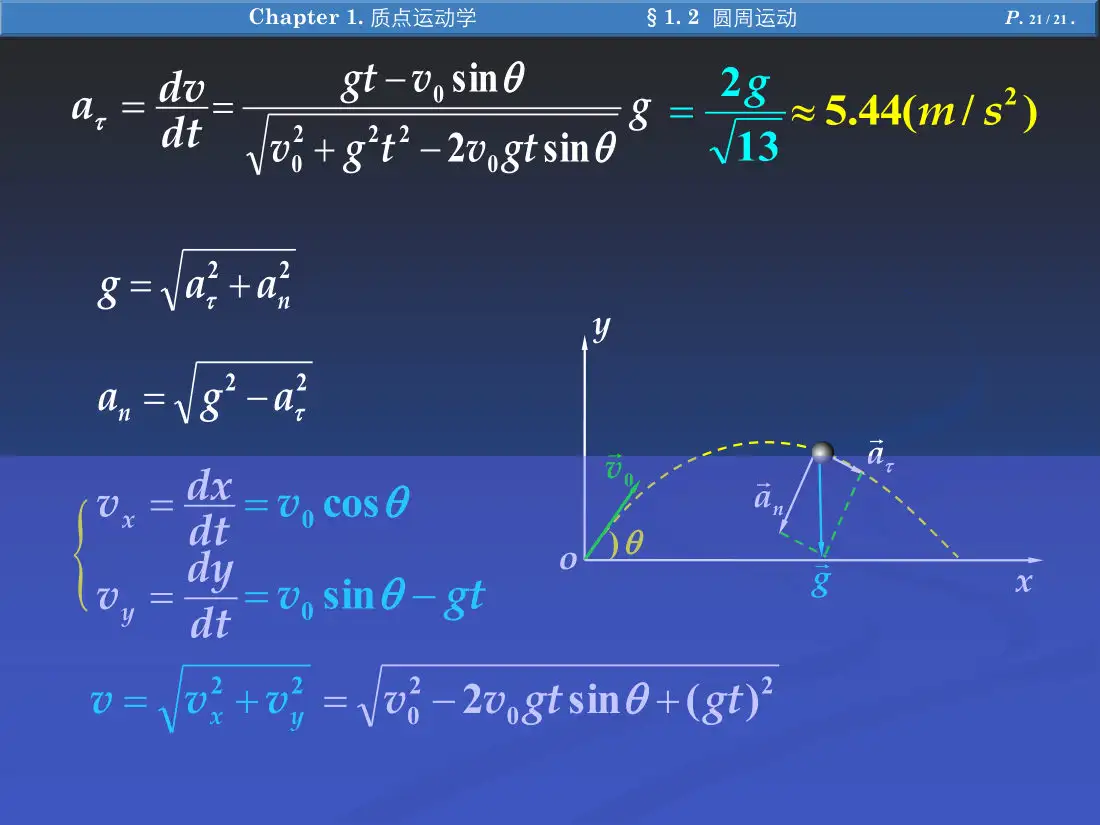 Chapter 1. 质点运动学 §1. 2 圆周运动 P. 21 / 21 .
a_τ = dv/dt = (gt − v₀ sinθ)/√(v₀² + g²t² − 2v₀gt sinθ) g = 2g/√13 ≈ 5.44(m / s²)
g = √(a_τ² + a_n²)
a_n = √(g² − a_τ²)
v_x = dx/dt = v₀ cosθ
v_y = dy/dt = v₀ sinθ − gt
v = √(v_x² + v_y²) = √(v₀² − 2v₀gt sinθ + (gt)²)
y
v⃗₀
a⃗_τ
a⃗_n
) θ
o
g⃗
x